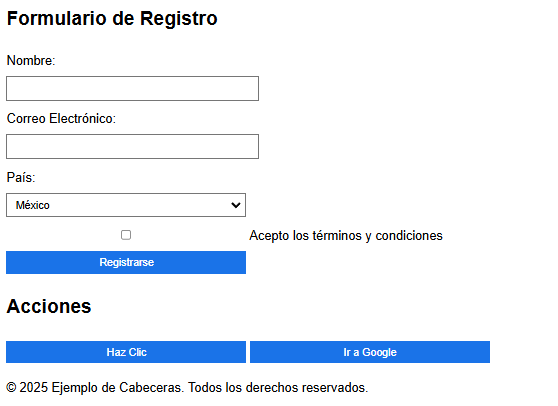 Formulario de Registro
Nombre:
Correo Electrónico:
País:
México
Acepto los términos y condiciones
Registrarse
Acciones
Haz Clic Ir a Google
© 2025 Ejemplo de Cabeceras. Todos los derechos reservados.